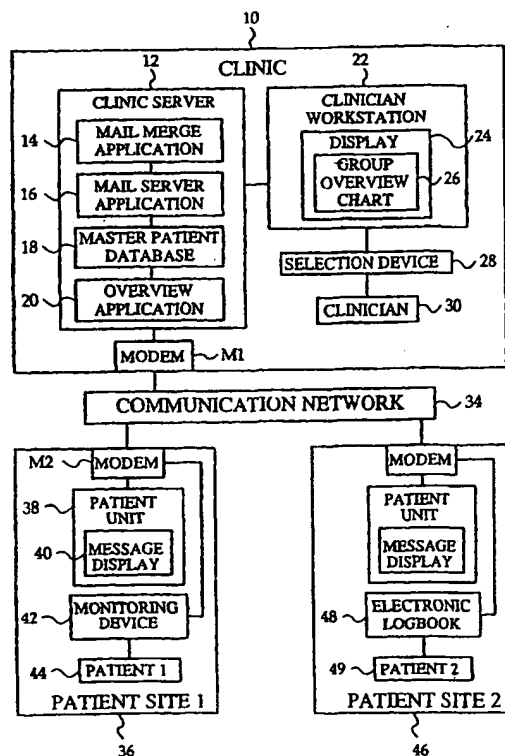 10
12
CLINIC
22
CLINIC SERVER
14
MAIL MERGE
APPLICATION
16
MAIL SERVER
APPLICATION
18
MASTER PATIENT
DATABASE
20
OVERVIEW
APPLICATION
CLINICIAN
WORKSTATION
DISPLAY
24
GROUP
OVERVIEW
CHART
26
SELECTION DEVICE
28
CLINICIAN
30
MODEM
M1
COMMUNICATION NETWORK
34
M2
MODEM
38
PATIENT
UNIT
40
MESSAGE
DISPLAY
42
MONITORING
DEVICE
44
PATIENT 1
PATIENT SITE 1
36
MODEM
PATIENT
UNIT
MESSAGE
DISPLAY
ELECTRONIC
LOGBOOK
48
PATIENT 2
49
PATIENT SITE 2
46